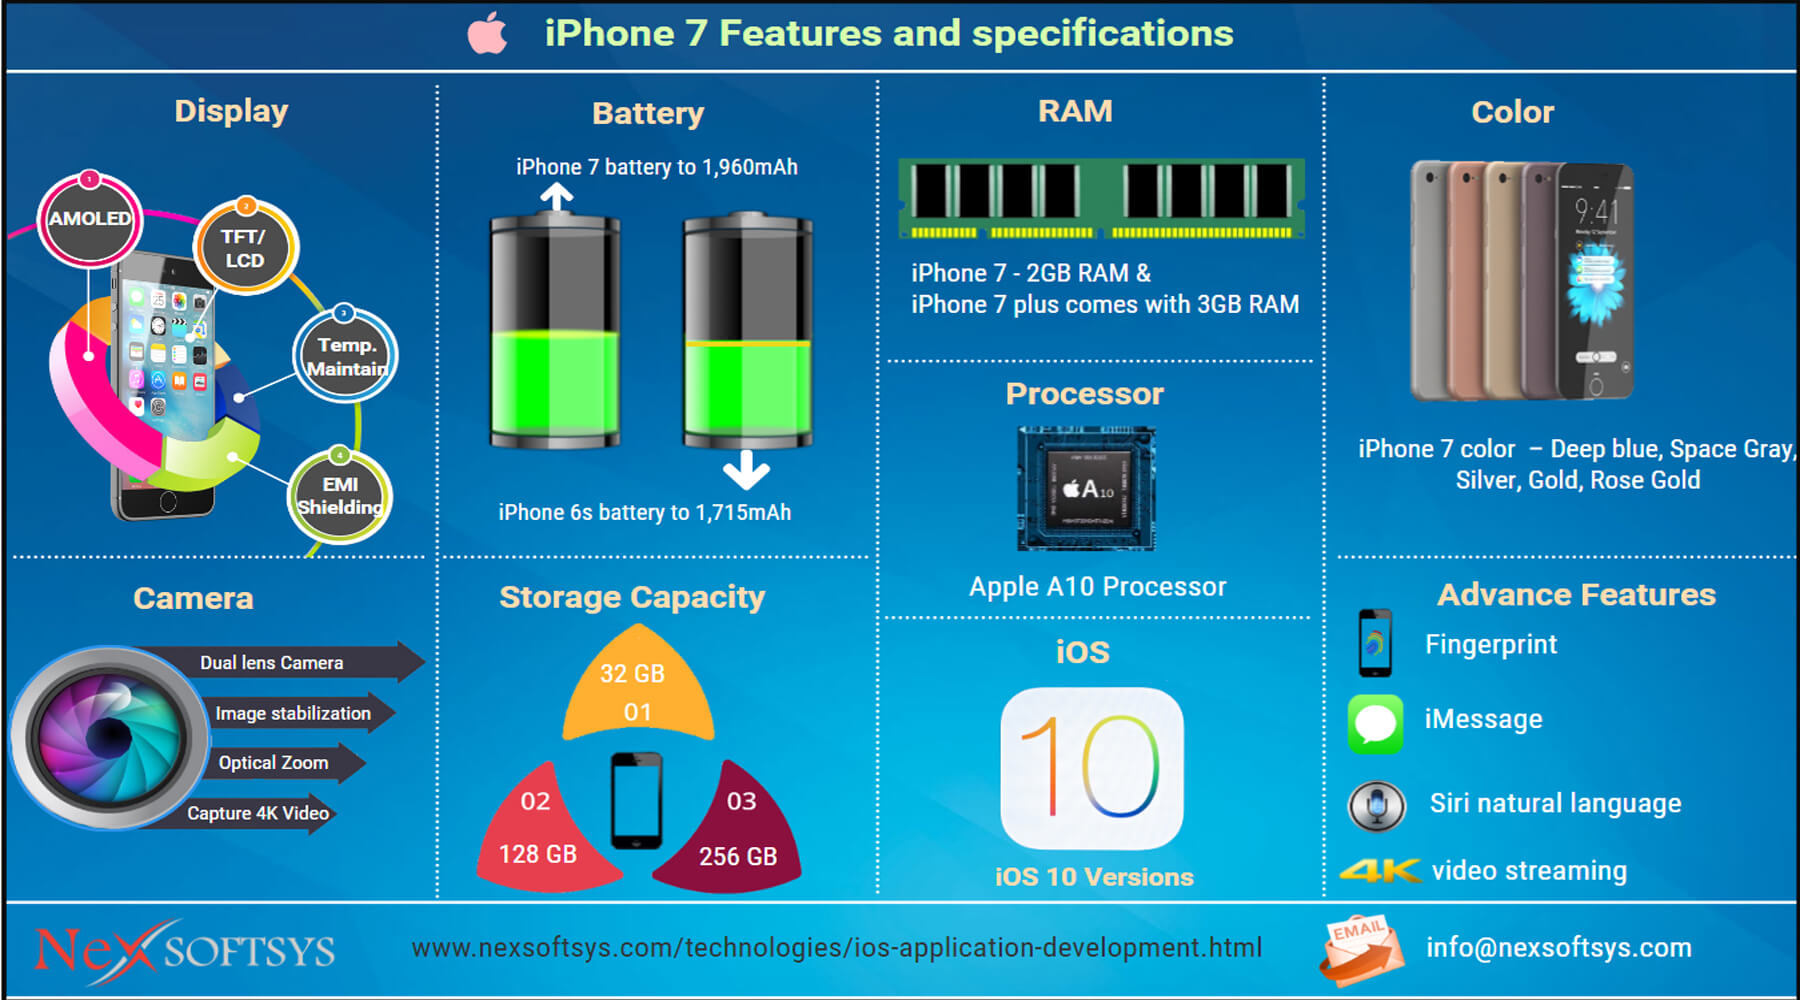 iPhone 7 Features and specifications
Display
1
AMOLED
2
TFT/
LCD
3
Temp.
Maintain
4
EMI
Shielding
Battery
iPhone 7 battery to 1,960mAh
iPhone 6s battery to 1,715mAh
RAM
iPhone 7 - 2GB RAM &
iPhone 7 plus comes with 3GB RAM
Processor
A10
Apple A10 Processor
Color
9:41
iPhone 7 color – Deep blue, Space Gray,
Silver, Gold, Rose Gold
Camera
Dual lens Camera
Image stabilization
Optical Zoom
Capture 4K Video
Storage Capacity
32 GB
01
02
128 GB
03
256 GB
iOS
10
iOS 10 Versions
Advance Features
Fingerprint
iMessage
Siri natural language
4K video streaming
NeX SOFTSYS
www.nexsoftsys.com/technologies/ios-application-development.html
EMAIL
info@nexsoftsys.com